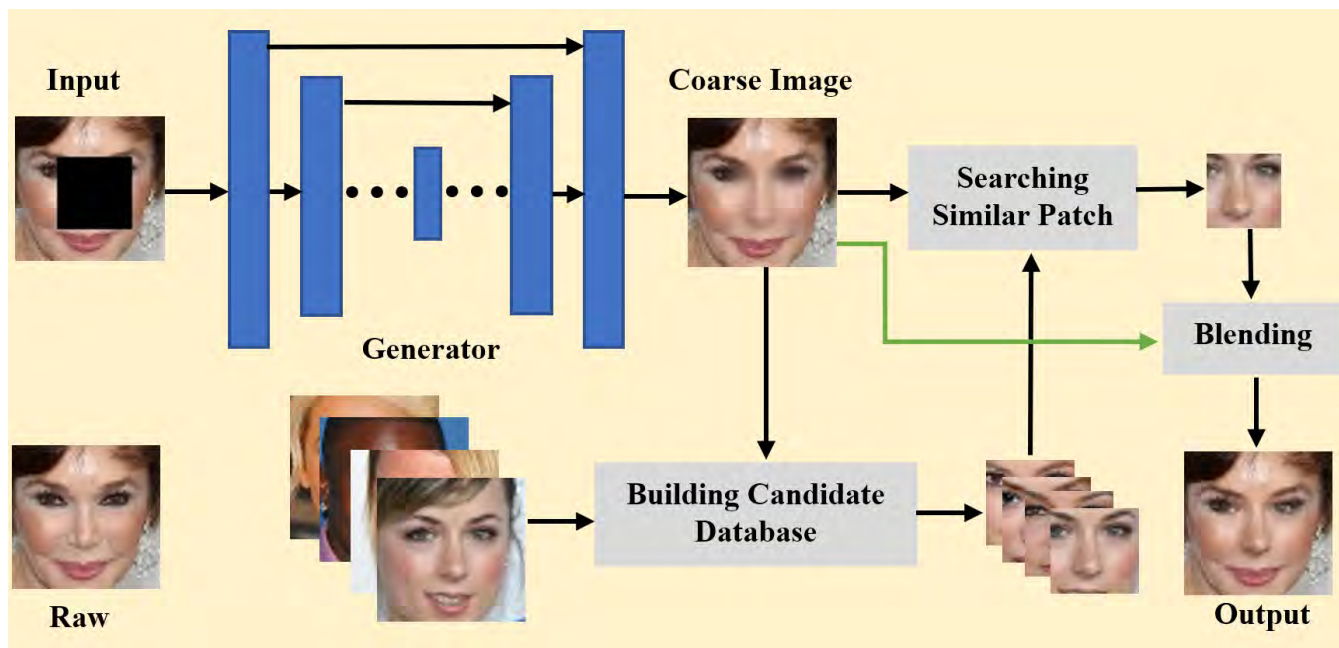 Input
Coarse Image
Searching
Similar Patch
Generator
Blending
Building Candidate
Database
Raw
Output